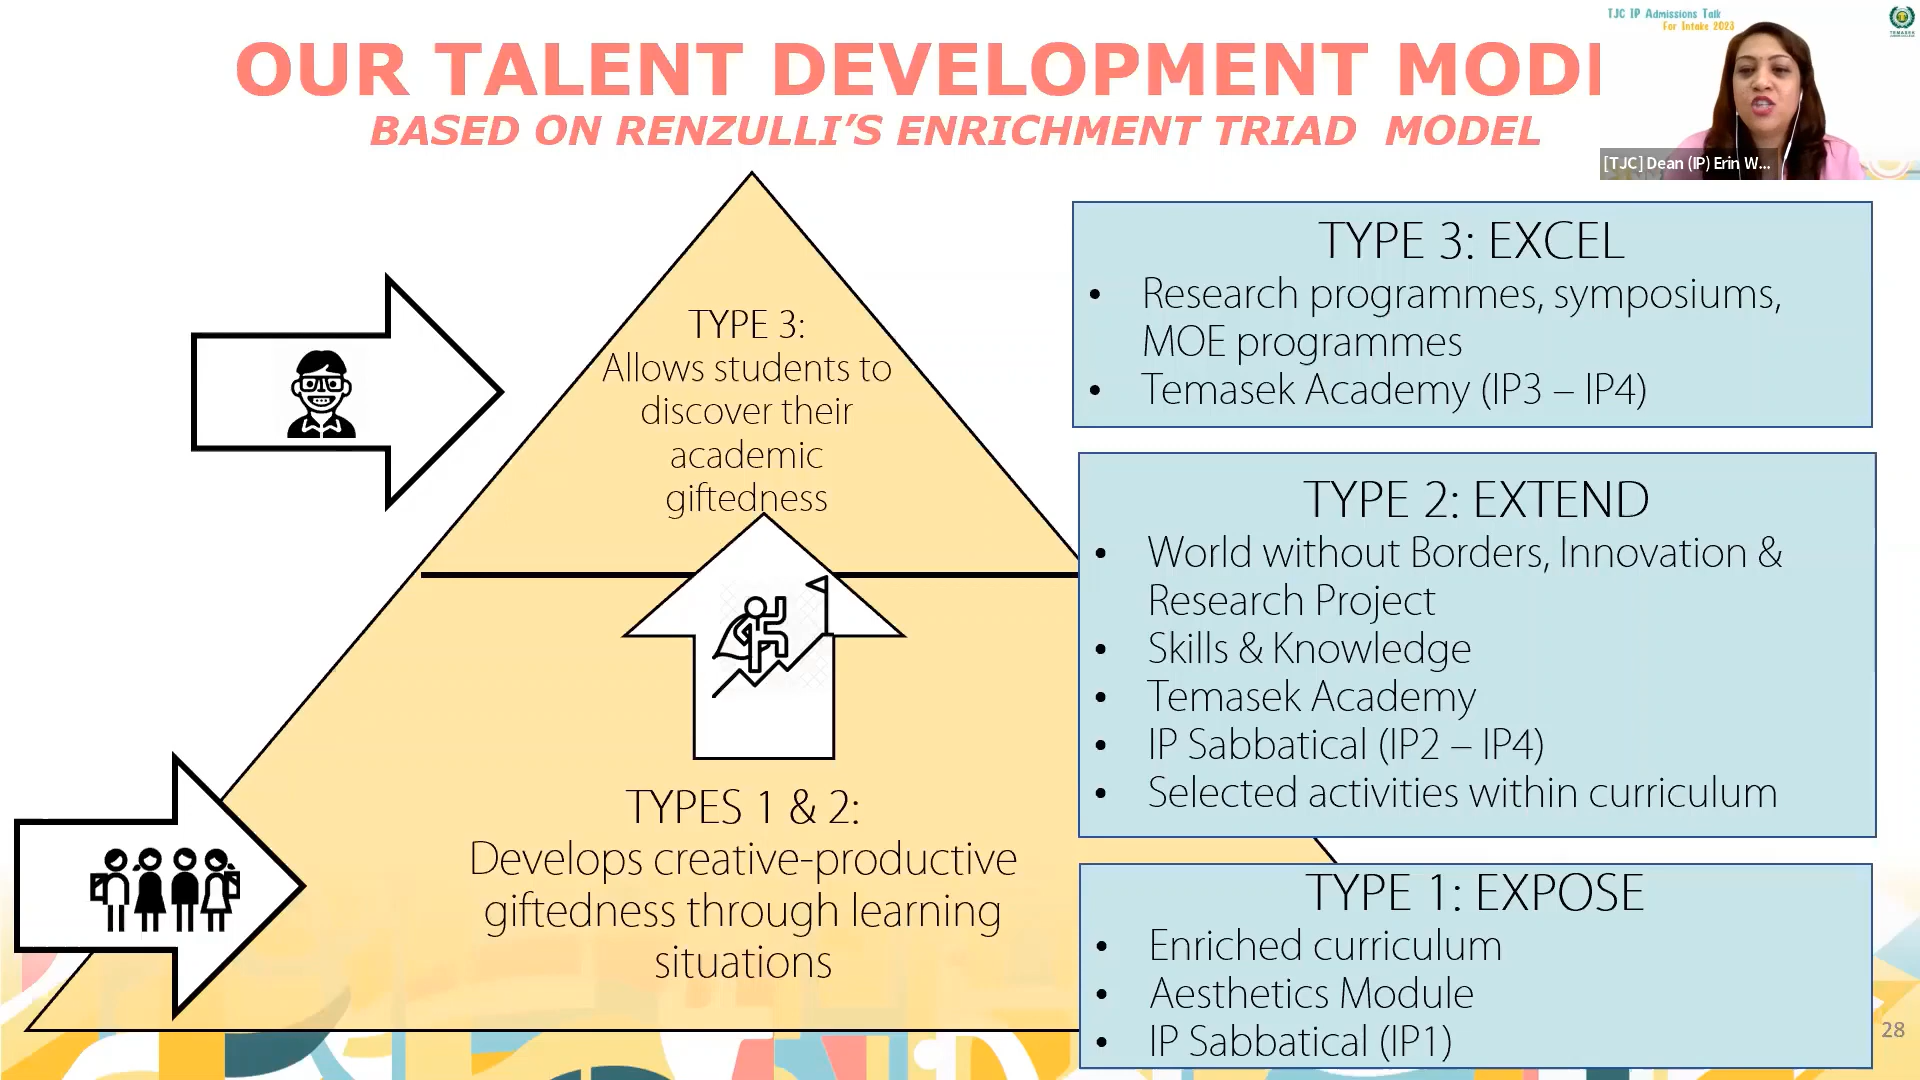 TJC IP Admissions Talk
For Intake 2023
OUR TALENT DEVELOPMENT MOD
BASED ON RENZULLI'S ENRICHMENT TRIAD MODEL
[TJC] Dean (IP) Erin W...
TYPE 3:
Allows students to
discover their
academic
giftedness
TYPES 1 & 2:
Develops creative-productive
giftedness through learning
situations
TYPE 3: EXCEL
• Research programmes, symposiums,
MOE programmes
• Temasek Academy (IP3 – IP4)
TYPE 2: EXTEND
• World without Borders, Innovation &
Research Project
• Skills & Knowledge
• Temasek Academy
• IP Sabbatical (IP2 – IP4)
• Selected activities within curriculum
TYPE 1: EXPOSE
• Enriched curriculum
• Aesthetics Module
• IP Sabbatical (IP1)
28